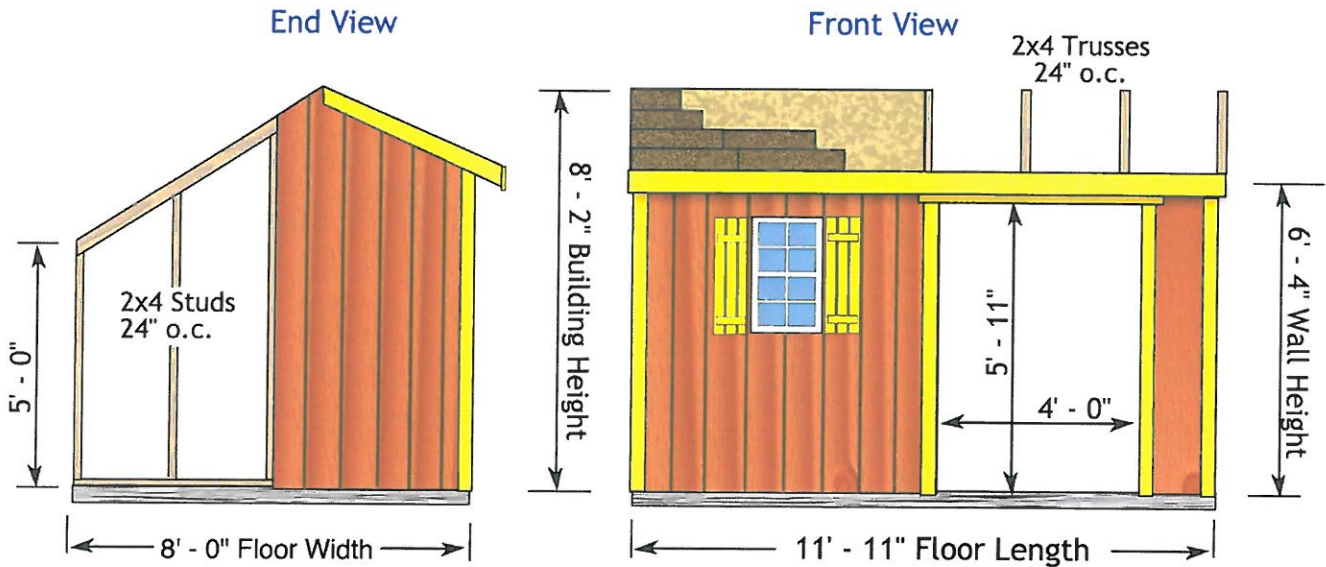 End View
Front View
2x4 Trusses
24" o.c.
8' - 2" Building Height
2x4 Studs
24" o.c.
5' - 0"
5' - 11"
4' - 0"
6' - 4" Wall Height
8' - 0" Floor Width
11' - 11" Floor Length